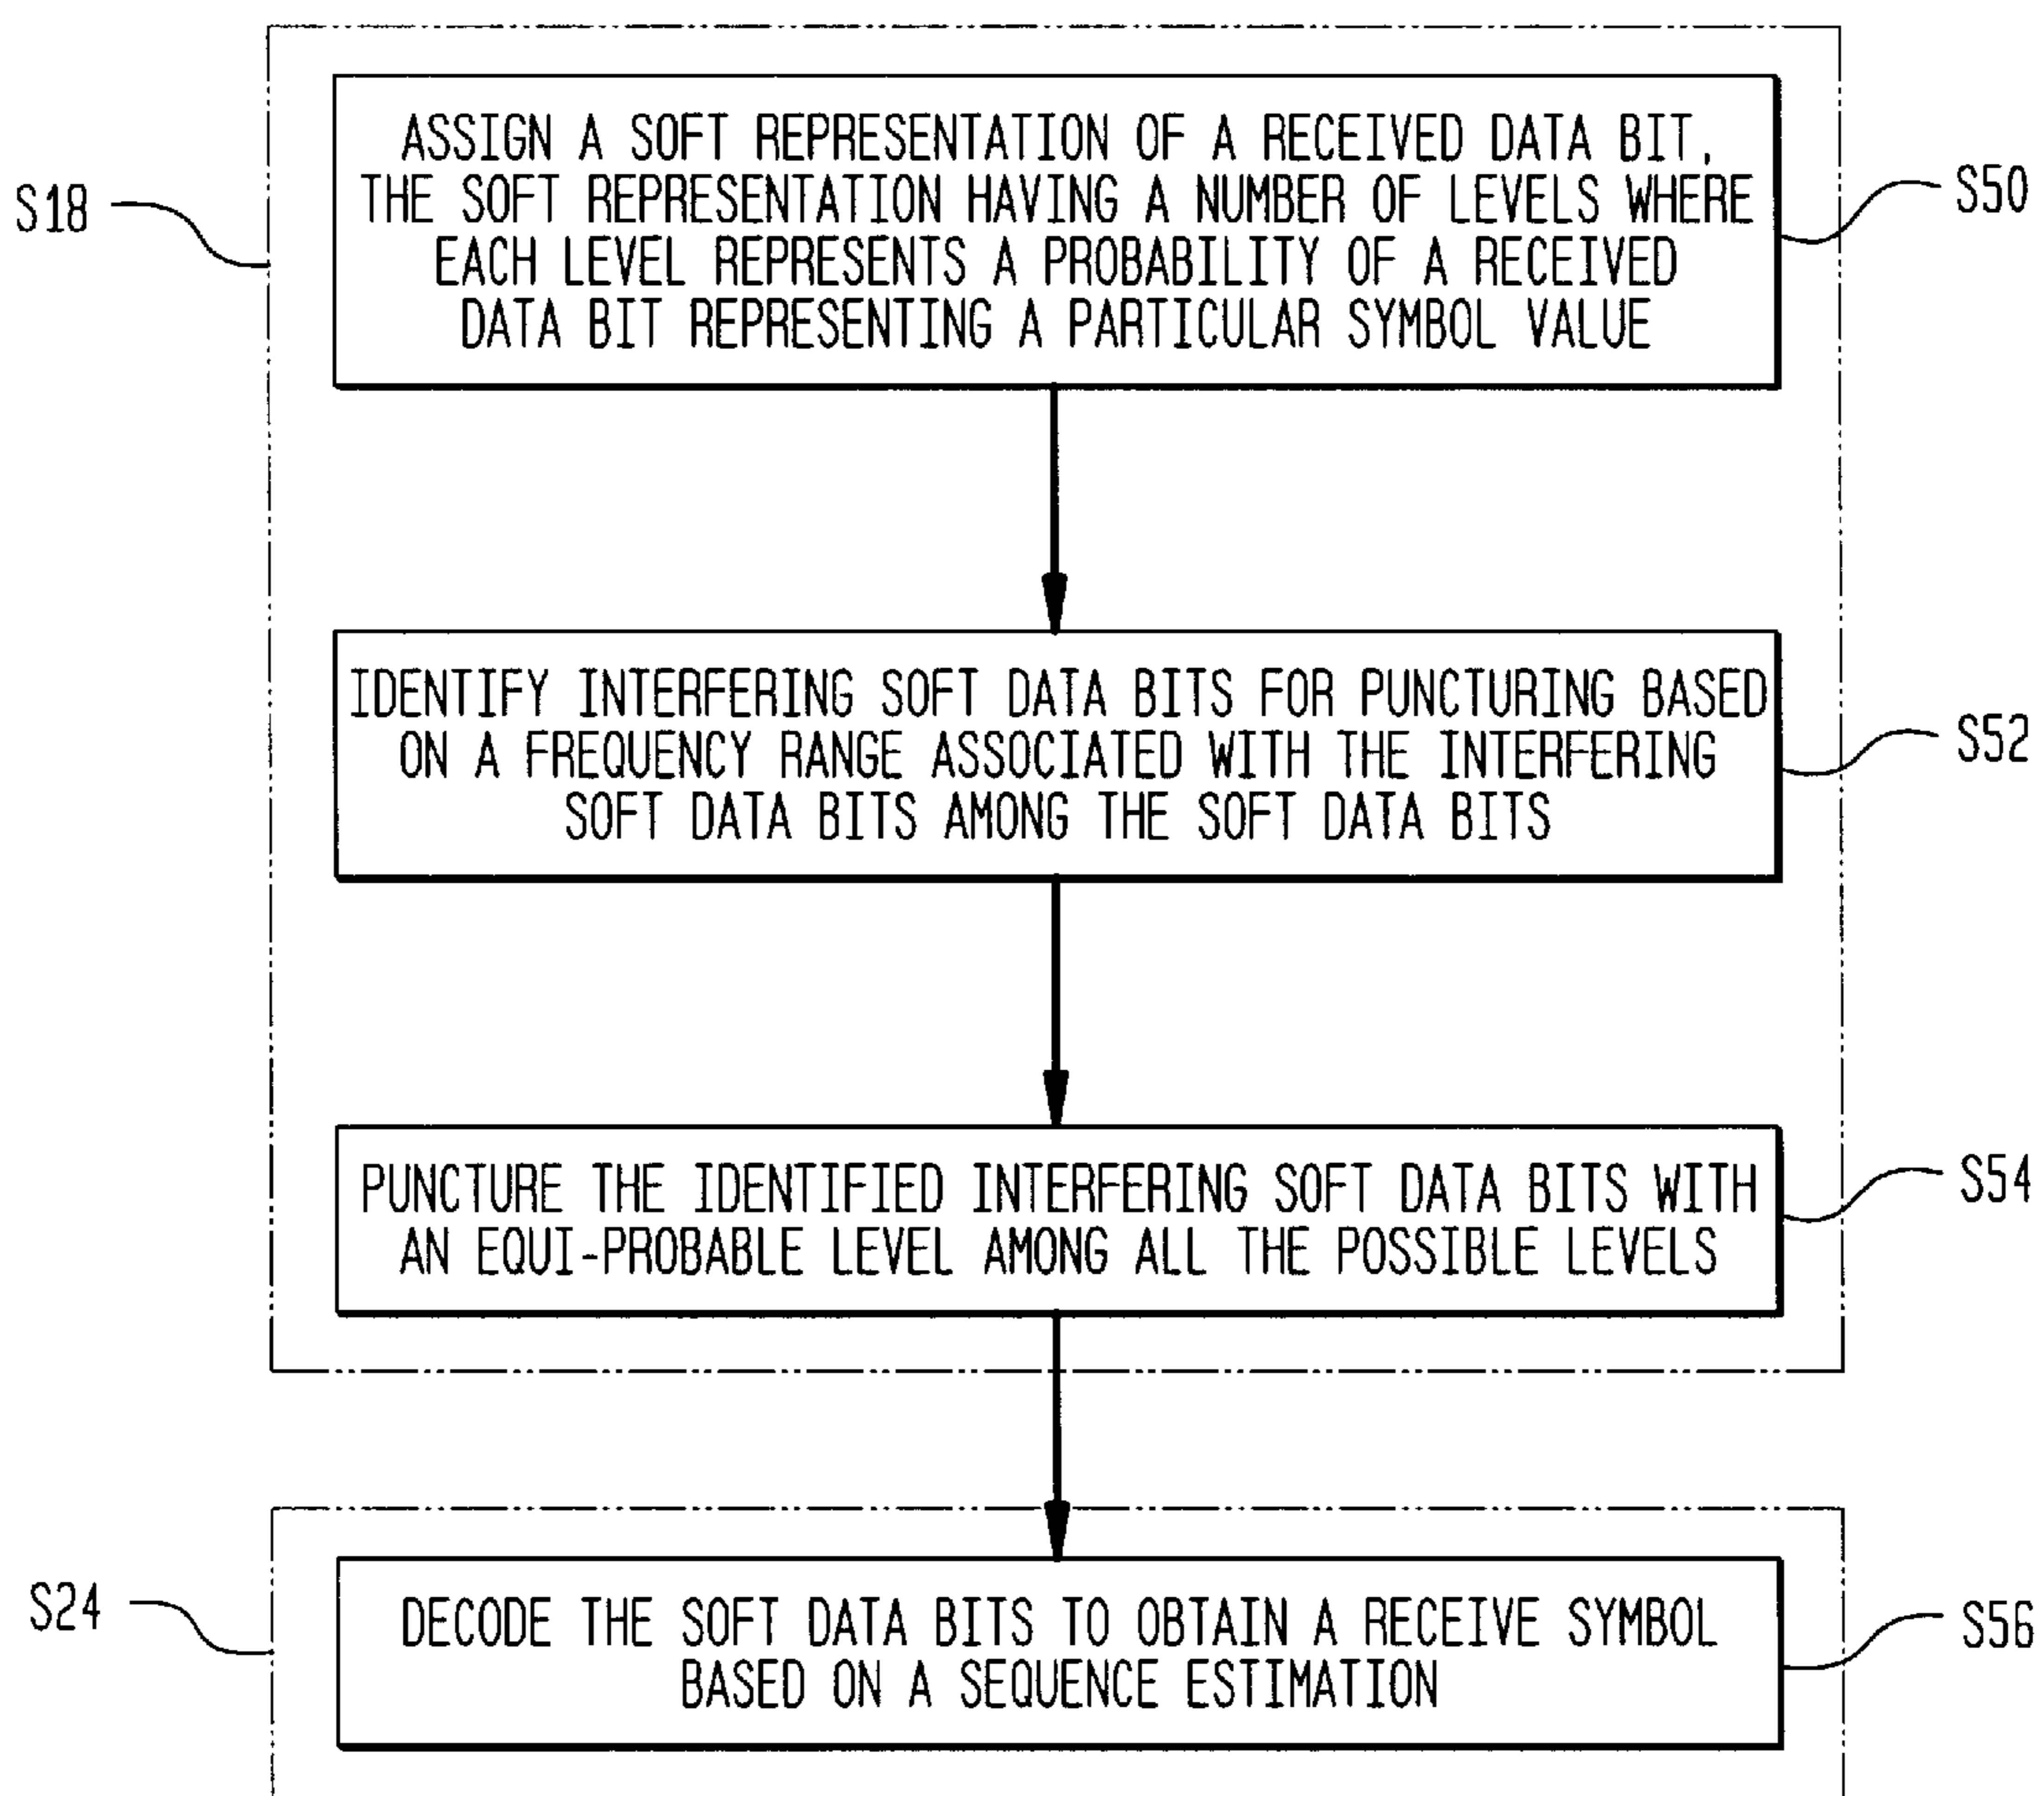 S18
ASSIGN A SOFT REPRESENTATION OF A RECEIVED DATA BIT,
THE SOFT REPRESENTATION HAVING A NUMBER OF LEVELS WHERE
EACH LEVEL REPRESENTS A PROBABILITY OF A RECEIVED
DATA BIT REPRESENTING A PARTICULAR SYMBOL VALUE
S50
IDENTIFY INTERFERING SOFT DATA BITS FOR PUNCTURING BASED
ON A FREQUENCY RANGE ASSOCIATED WITH THE INTERFERING
SOFT DATA BITS AMONG THE SOFT DATA BITS
S52
PUNCTURE THE IDENTIFIED INTERFERING SOFT DATA BITS WITH
AN EQUI-PROBABLE LEVEL AMONG ALL THE POSSIBLE LEVELS
S54
S24
DECODE THE SOFT DATA BITS TO OBTAIN A RECEIVE SYMBOL
BASED ON A SEQUENCE ESTIMATION
S56